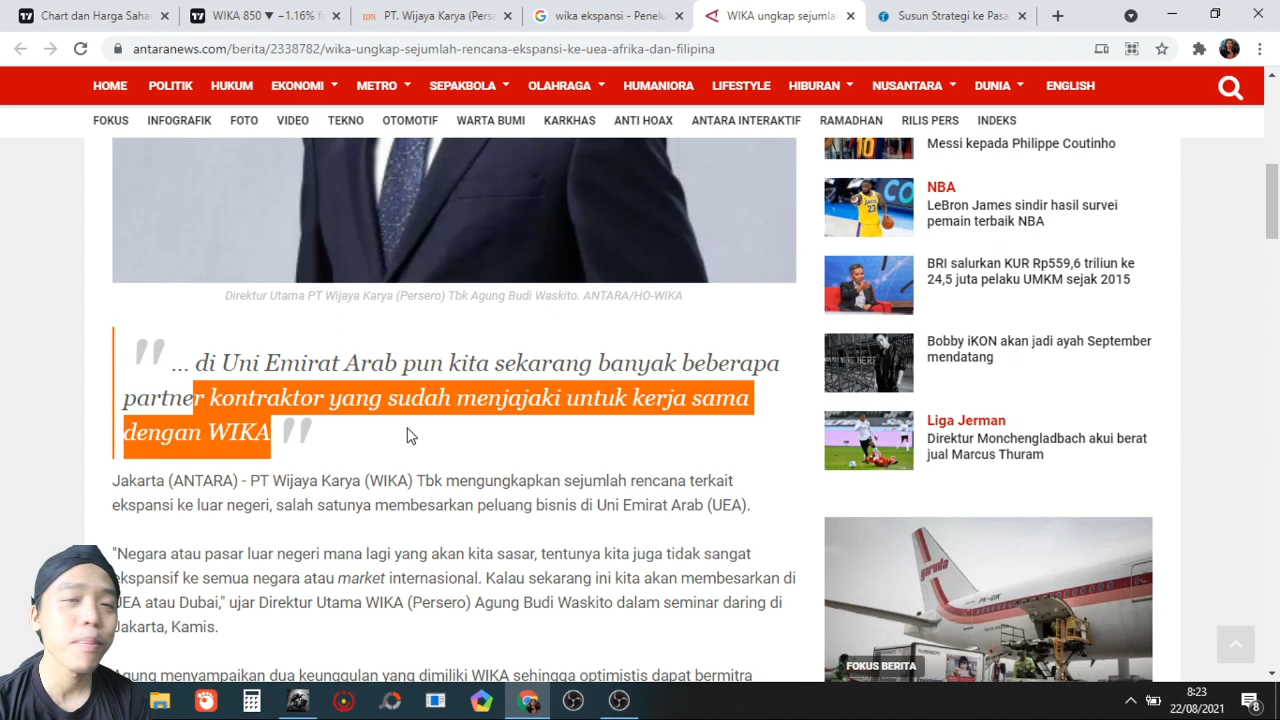 Chart dan Harga Saha
WIKA 850 ▼ −1.16%
IDN
PT. Wijaya Karya (Perse
wika ekspansi - Penelu
WIKA ungkap sejumlah
Susun Strategi ke Pasa
antaranews.com/berita/2338782/wika-ungkap-sejumlah-rencana-ekspansi-ke-uea-afrika-dan-filipina
HOME POLITIK HUKUM EKONOMI METRO SEPAKBOLA OLAHRAGA HUMANIORA LIFESTYLE HIBURAN NUSANTARA DUNIA ENGLISH
FOKUS INFOGRAFIK FOTO VIDEO TEKNO OTOMOTIF WARTA BUMI KARKHAS ANTI HOAX ANTARA INTERAKTIF RAMADHAN RILIS PERS INDEKS
Direktur Utama PT Wijaya Karya (Persero) Tbk Agung Budi Waskito. ANTARA/HO-WIKA
" ... di Uni Emirat Arab pun kita sekarang banyak beberapa
partner kontraktor yang sudah menjajaki untuk kerja sama
dengan WIKA "
Jakarta (ANTARA) - PT Wijaya Karya (WIKA) Tbk mengungkapkan sejumlah rencana terkait
ekspansi ke luar negeri, salah satunya membesarkan peluang bisnis di Uni Emirat Arab (UEA).
"Negara atau pasar luar negeri mana lagi yang akan kita sasar, tentunya kita juga tidak sangat
ekspansif ke semua negara atau market internasional. Kalau sekarang ini kita akan membesarkan di
UEA atau Dubai," ujar Direktur Utama WIKA (Persero) Agung Budi Waskito dalam seminar daring di
Jakarta, Kamis.
Agung menyampaikan dua keunggulan yang dimiliki WIKA sehingga optimistis dapat bermitra
Messi kepada Philippe Coutinho
10
NBA
LeBron James sindir hasil survei
pemain terbaik NBA
23
BRI salurkan KUR Rp559,6 triliun ke
24,5 juta pelaku UMKM sejak 2015
Bobby iKON akan jadi ayah September
mendatang
Liga Jerman
Direktur Monchengladbach akui berat
jual Marcus Thuram
garuda
PK-GIK
FOKUS BERITA
8:23
22/08/2021
8